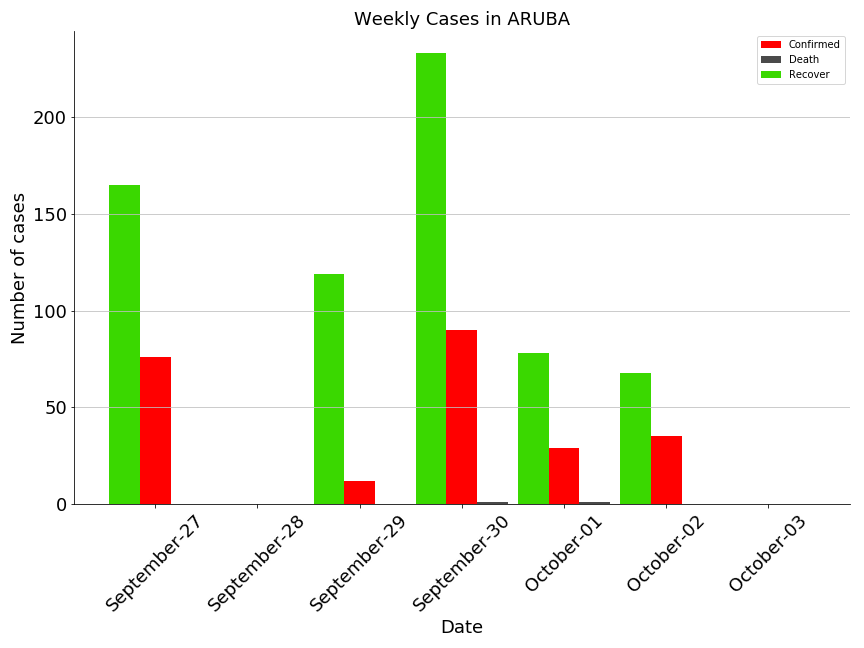 Weekly Cases in ARUBA
Confirmed
Death
Recover
Number of cases
200
150
100
50
0
September-27
September-28
September-29
September-30
October-01
October-02
October-03
Date